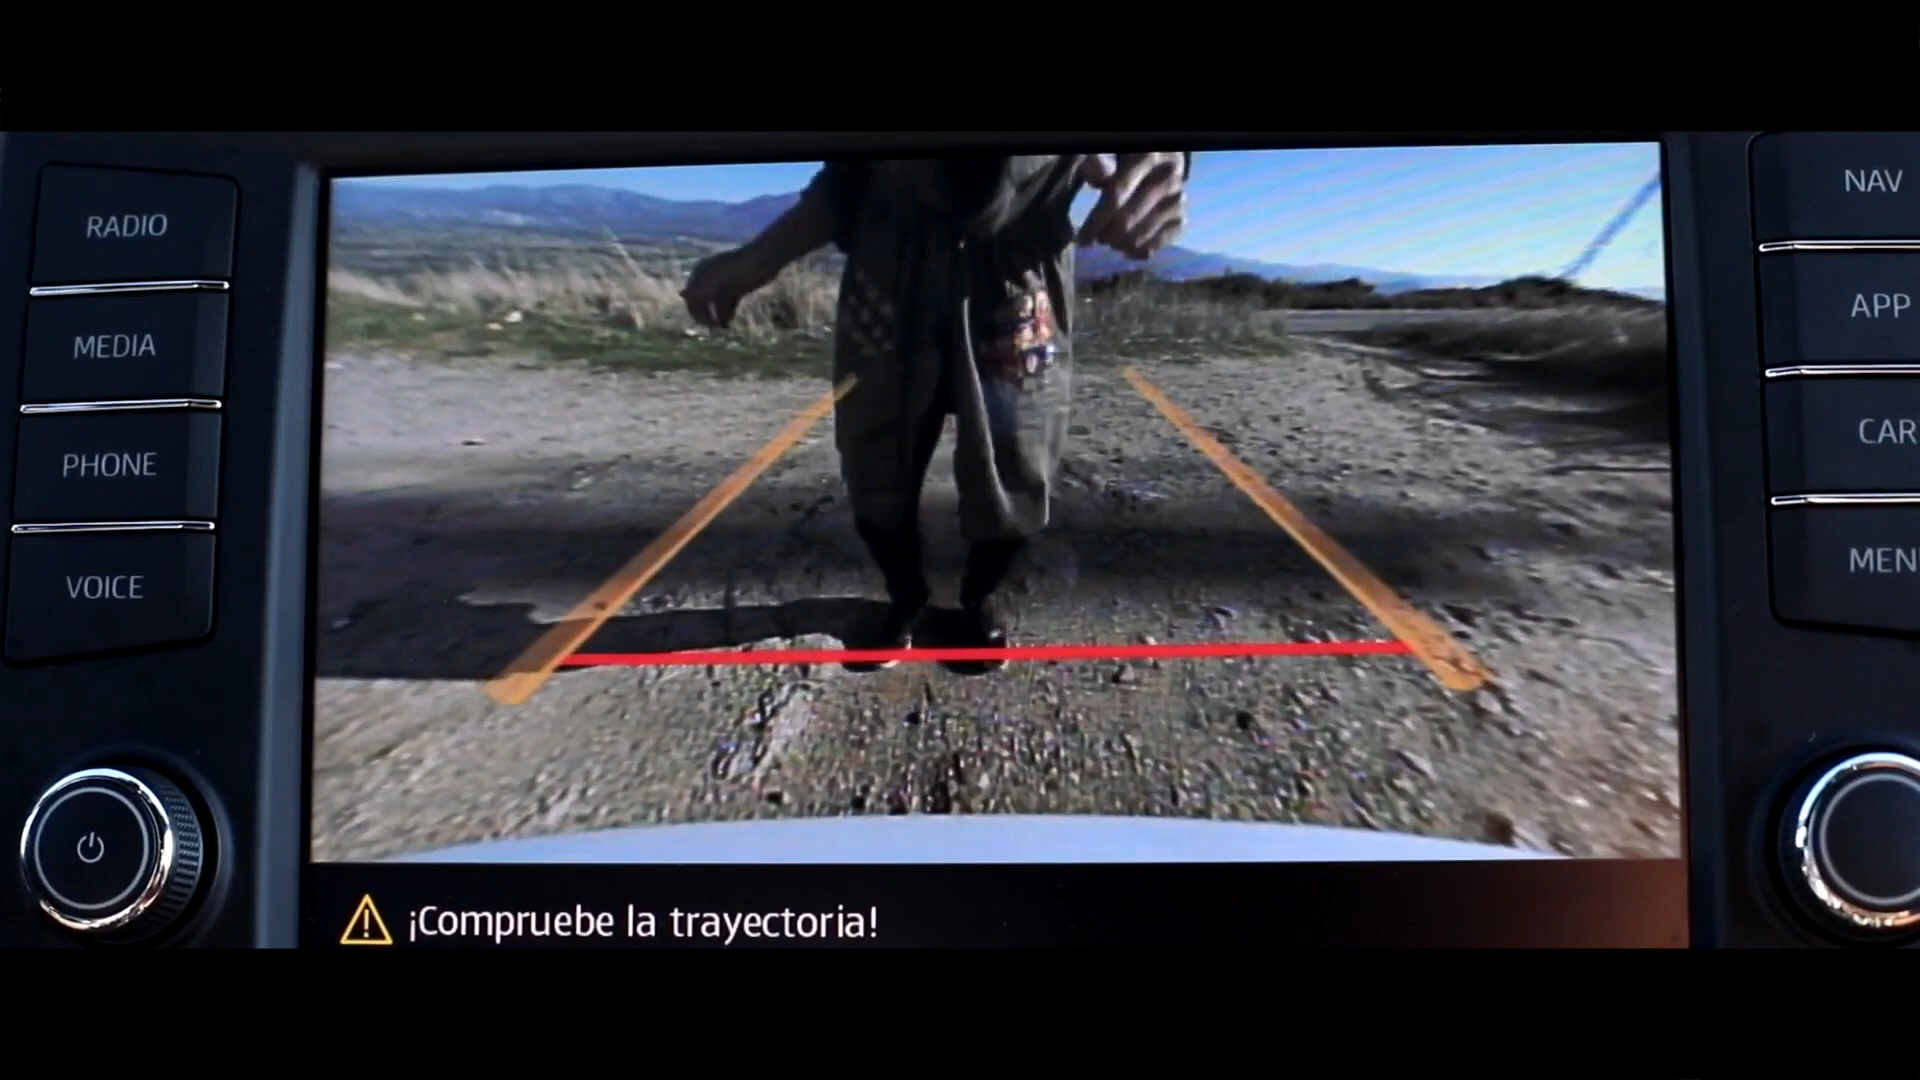 RADIO
MEDIA
PHONE
VOICE
NAV
APP
CAR
MEN
¡Compruebe la trayectoria!